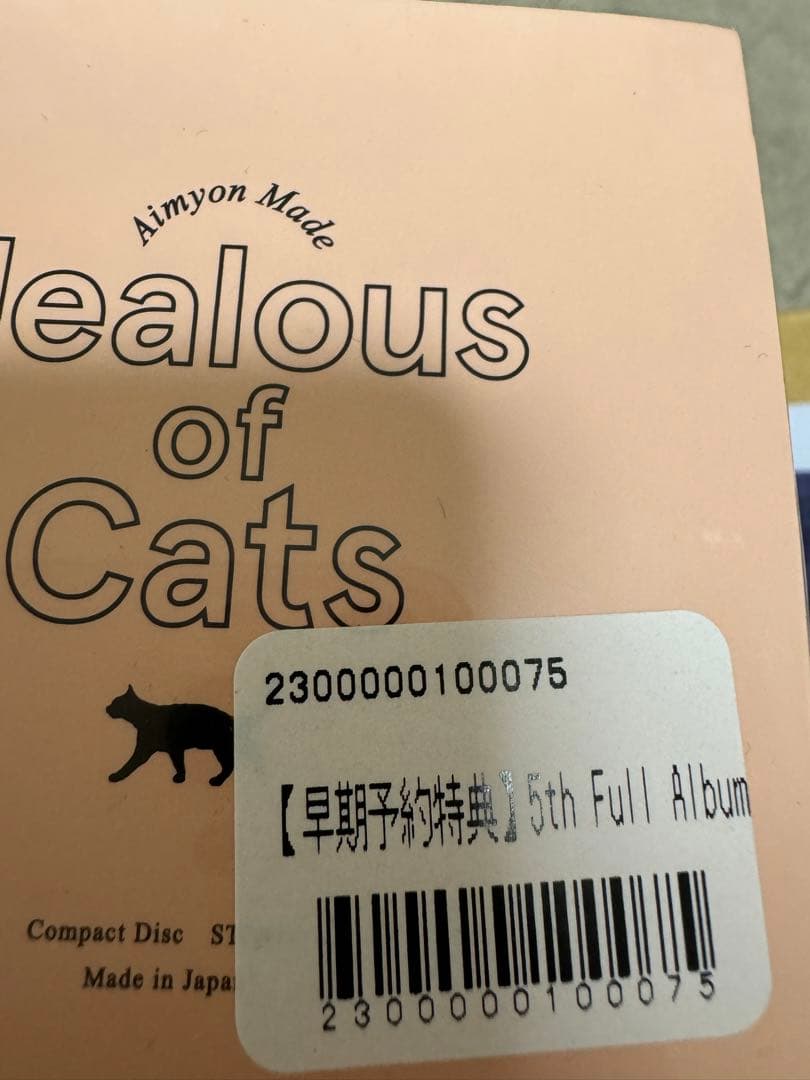 Aimyon Made
Jealous
of
Cats
2300000100075
【早期予約特典】5th Full Album
2300000100075
Compact Disc ST
Made in Japa